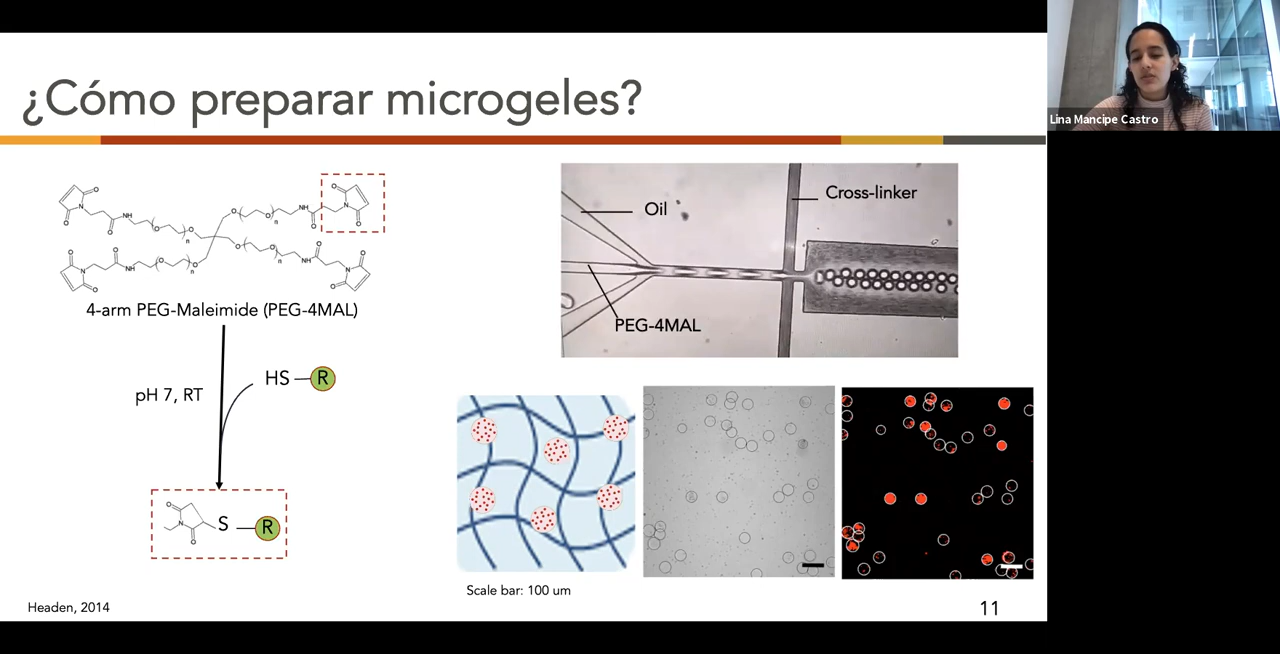 ¿Cómo preparar microgeles?
Lina Mancipe Castro
Oil
Cross-linker
PEG-4MAL
4-arm PEG-Maleimide (PEG-4MAL)
pH 7, RT
HS
R
S
R
Scale bar: 100 um
Headen, 2014
11